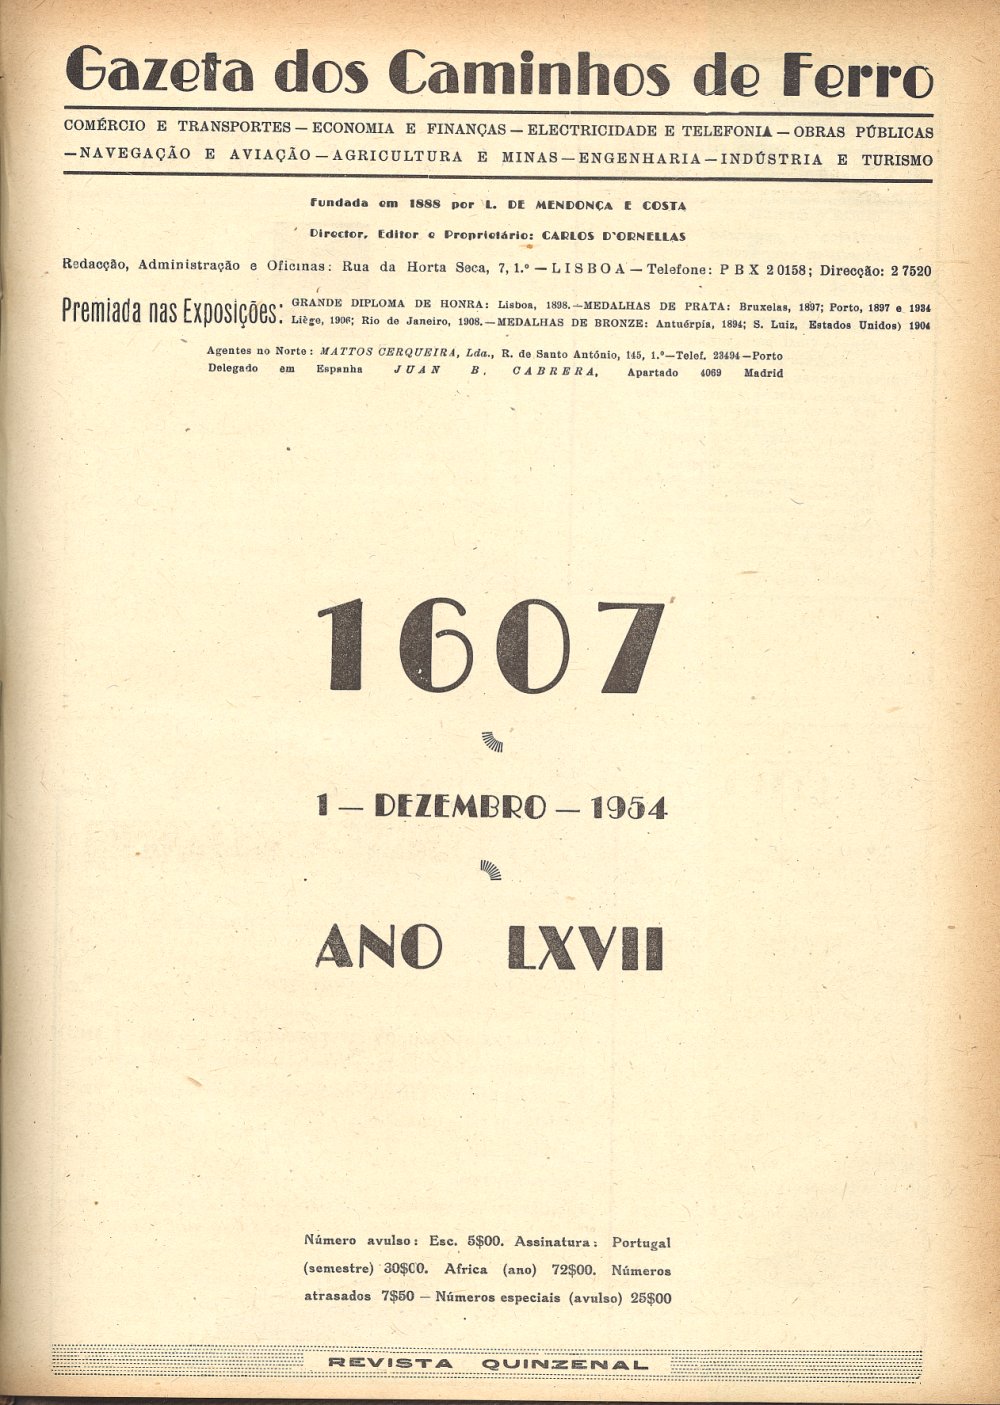 Gazeta dos Caminhos de Ferro
COMÉRCIO E TRANSPORTES — ECONOMIA E FINANÇAS — ELECTRICIDADE E TELEFONIA — OBRAS PÚBLICAS
— NAVEGAÇÃO E AVIAÇÃO — AGRICULTURA E MINAS — ENGENHARIA — INDÚSTRIA E TURISMO
Fundada em 1888 por L. DE MENDONÇA E COSTA
Director, Editor e Proprietário: CARLOS D'ORNELLAS
Redacção, Administração e Oficinas: Rua da Horta Seca, 7, 1.º — LISBOA — Telefone: PBX 20158; Direcção: 27520
Premiada nas Exposições:
GRANDE DIPLOMA DE HONRA: Lisboa, 1898. — MEDALHAS DE PRATA: Bruxelas, 1897; Porto, 1897 e 1934
Liège, 1906; Rio de Janeiro, 1908. — MEDALHAS DE BRONZE: Antuérpia, 1894; S. Luiz, Estados Unidos) 1904
Agentes no Norte: MATTOS CERQUEIRA, Lda., R. de Santo António, 145, 1.º — Telef. 23494 — Porto
Delegado em Espanha JUAN B. CABRERA, Apartado 4069 Madrid
1607
1 — DEZEMBRO — 1954
ANO LXVII
Número avulso: Esc. 5$00. Assinatura: Portugal
(semestre) 30$00. Africa (ano) 72$00. Números
atrasados 7$50 — Números especiais (avulso) 25$00
REVISTA QUINZENAL